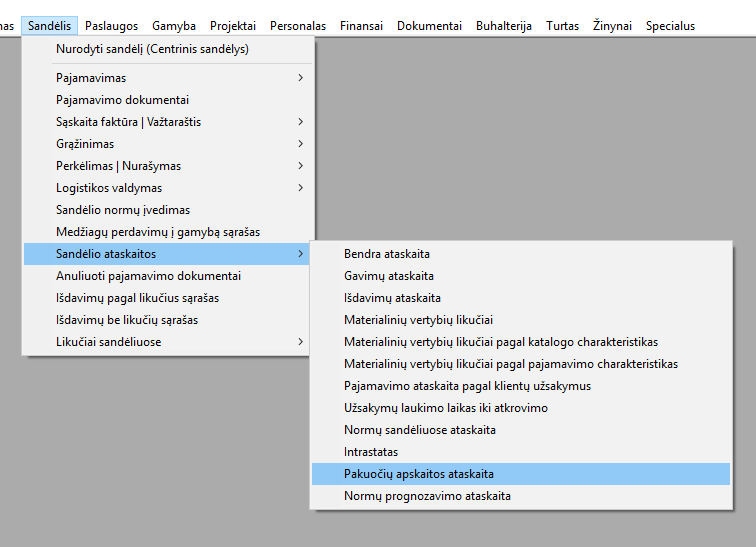 nas Sandėlis Paslaugos Gamyba Projektai Personalas Finansai Dokumentai Buhalterija Turtas Žinynai Specialus
Nurodyti sandėlį (Centrinis sandėlys)
Pajamavimas
Pajamavimo dokumentai
Sąskaita faktūra | Važtaraštis
Grąžinimas
Perkėlimas | Nurašymas
Logistikos valdymas
Sandėlio normų įvedimas
Medžiagų perdavimų į gamybą sąrašas
Sandėlio ataskaitos
Anuliuoti pajamavimo dokumentai
Išdavimų pagal likučius sąrašas
Išdavimų be likučių sąrašas
Likučiai sandėliuose
Bendra ataskaita
Gavimų ataskaita
Išdavimų ataskaita
Materialinių vertybių likučiai
Materialinių vertybių likučiai pagal katalogo charakteristikas
Materialinių vertybių likučiai pagal pajamavimo charakteristikas
Pajamavimo ataskaita pagal klientų užsakymus
Užsakymų laukimo laikas iki atkrovimo
Normų sandėliuose ataskaita
Intrastatas
Pakuočių apskaitos ataskaita
Normų prognozavimo ataskaita